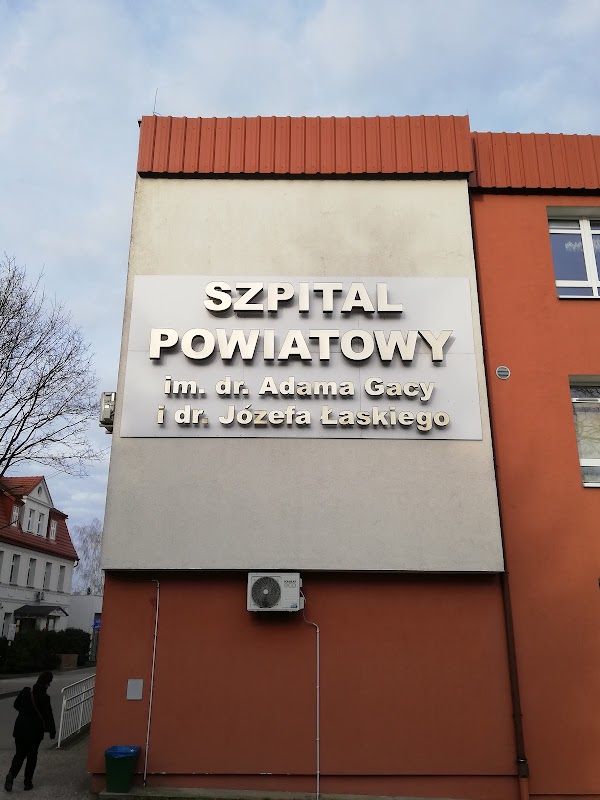 SZPITAL
POWIATOWY
im. dr. Adama Gacy
i dr. Józefa Łaskiego